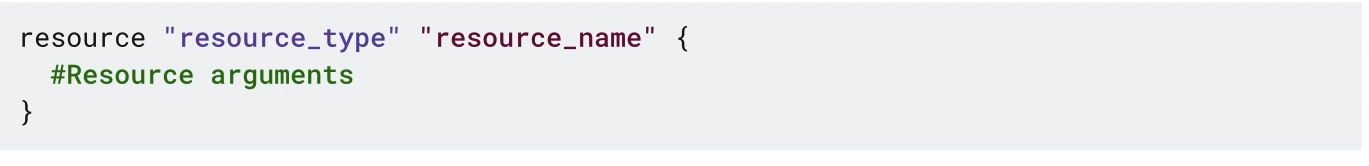 resource "resource_type" "resource_name" {
  #Resource arguments
}